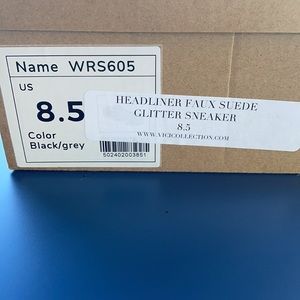 Name WRS605
US
8.5
Color
Black/grey
502402003851
HEADLINER FAUX SUEDE
GLITTER SNEAKER
8.5
WWW.VICICOLLECTION.COM